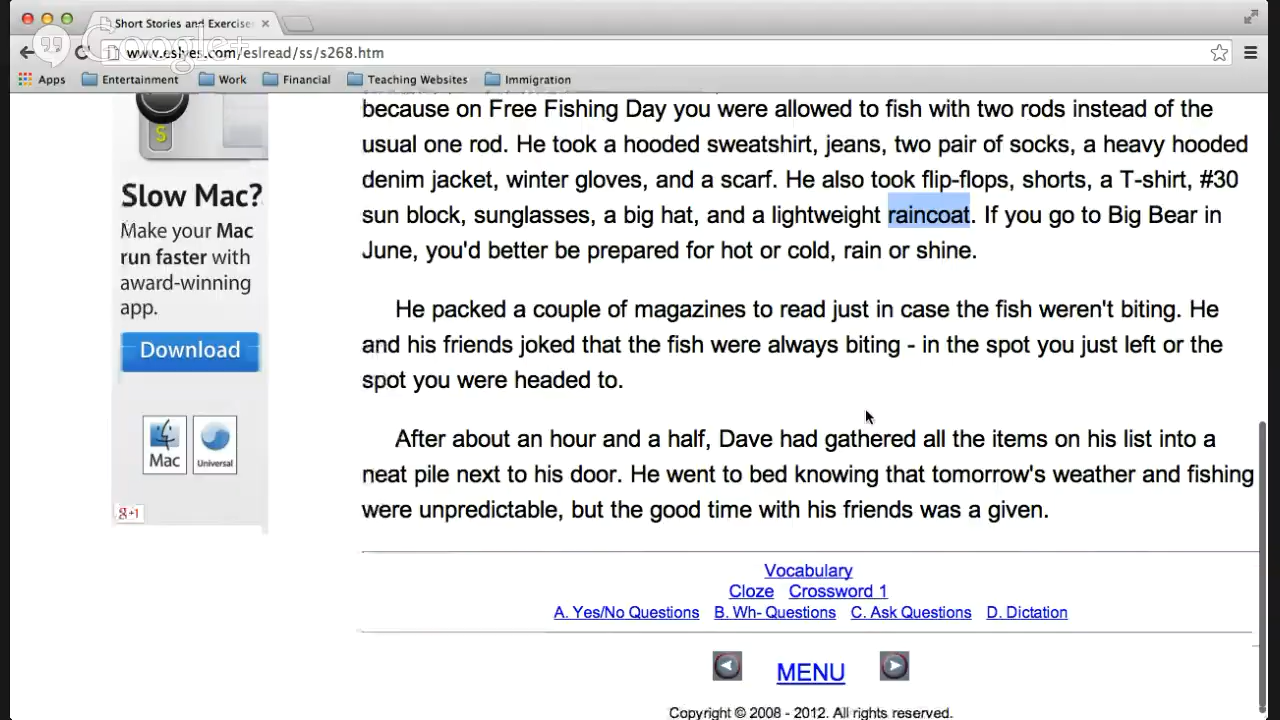 Short Stories and Exercise
Google+
www.eslyes.com/eslread/ss/s268.htm
Apps Entertainment Work Financial Teaching Websites Immigration
because on Free Fishing Day you were allowed to fish with two rods instead of the
usual one rod. He took a hooded sweatshirt, jeans, two pair of socks, a heavy hooded
denim jacket, winter gloves, and a scarf. He also took flip-flops, shorts, a T-shirt, #30
sun block, sunglasses, a big hat, and a lightweight raincoat. If you go to Big Bear in
June, you'd better be prepared for hot or cold, rain or shine.
He packed a couple of magazines to read just in case the fish weren't biting. He
and his friends joked that the fish were always biting - in the spot you just left or the
spot you were headed to.
After about an hour and a half, Dave had gathered all the items on his list into a
neat pile next to his door. He went to bed knowing that tomorrow's weather and fishing
were unpredictable, but the good time with his friends was a given.
Vocabulary
Cloze Crossword 1
A. Yes/No Questions B. Wh- Questions C. Ask Questions D. Dictation
MENU
Copyright © 2008 - 2012. All rights reserved.
S
Slow Mac?
Make your Mac
run faster with
award-winning
app.
Download
Mac Universal
g+1